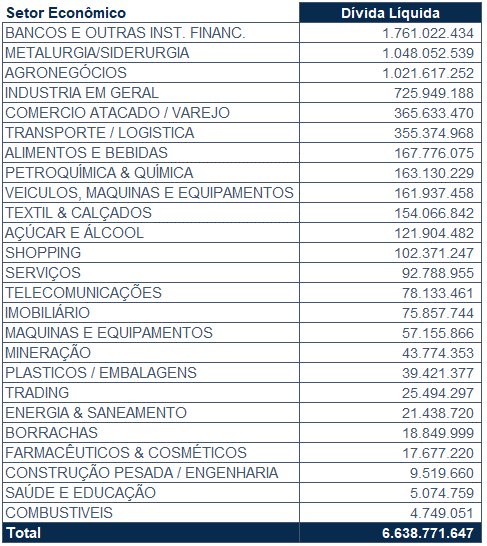 Setor Econômico Dívida Líquida
BANCOS E OUTRAS INST. FINANC. 1.761.022.434
METALURGIA/SIDERURGIA 1.048.052.539
AGRONEGÓCIOS 1.021.617.252
INDUSTRIA EM GERAL 725.949.188
COMERCIO ATACADO / VAREJO 365.633.470
TRANSPORTE / LOGISTICA 355.374.968
ALIMENTOS E BEBIDAS 167.776.075
PETROQUÍMICA & QUÍMICA 163.130.229
VEICULOS, MAQUINAS E EQUIPAMENTOS 161.937.458
TEXTIL & CALÇADOS 154.066.842
AÇÚCAR E ÁLCOOL 121.904.482
SHOPPING 102.371.247
SERVIÇOS 92.788.955
TELECOMUNICAÇÕES 78.133.461
IMOBILIÁRIO 75.857.744
MAQUINAS E EQUIPAMENTOS 57.155.866
MINERAÇÃO 43.774.353
PLASTICOS / EMBALAGENS 39.421.377
TRADING 25.494.297
ENERGIA & SANEAMENTO 21.438.720
BORRACHAS 18.849.999
FARMACÊUTICOS & COSMÉTICOS 17.677.220
CONSTRUÇÃO PESADA / ENGENHARIA 9.519.660
SAÚDE E EDUCAÇÃO 5.074.759
COMBUSTIVEIS 4.749.051
Total 6.638.771.647